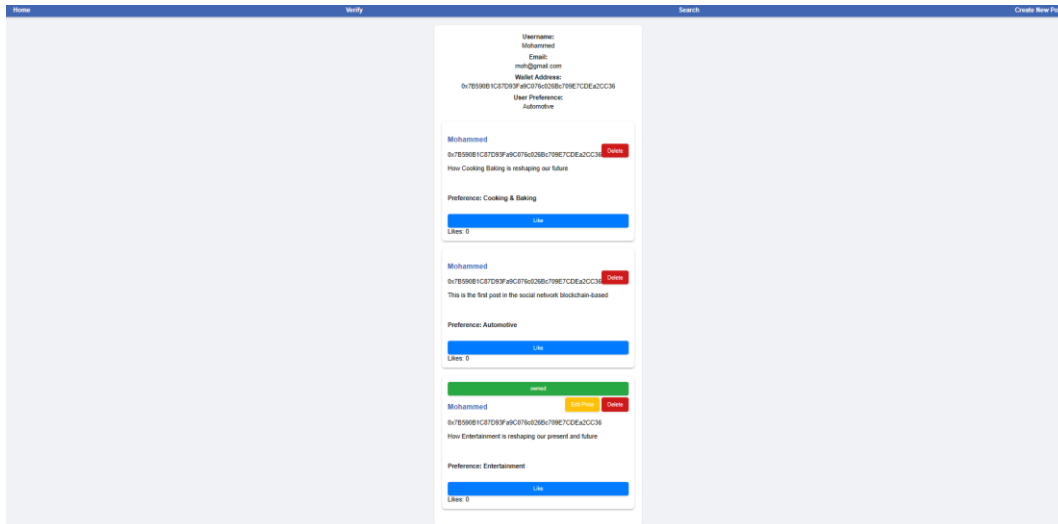 Home Verify Search Create New Po
Username:
Mohammed
Email:
moh@gmail.com
Wallet Address:
0x7B590B1C87D93Fa9C076c026Bc709E7CDEa2CC36
User Preference:
Automotive
Mohammed
Delete
0x7B590B1C87D93Fa9C076c026Bc709E7CDEa2CC36
How Cooking Baking is reshaping our future
Preference: Cooking & Baking
Like
Likes: 0
Mohammed
Delete
0x7B590B1C87D93Fa9C076c026Bc709E7CDEa2CC36
This is the first post in the social network blockchain-based
Preference: Automotive
Like
Likes: 0
owned
Mohammed
Edit Price Delete
0x7B590B1C87D93Fa9C076c026Bc709E7CDEa2CC36
How Entertainment is reshaping our present and future
Preference: Entertainment
Like
Likes: 0